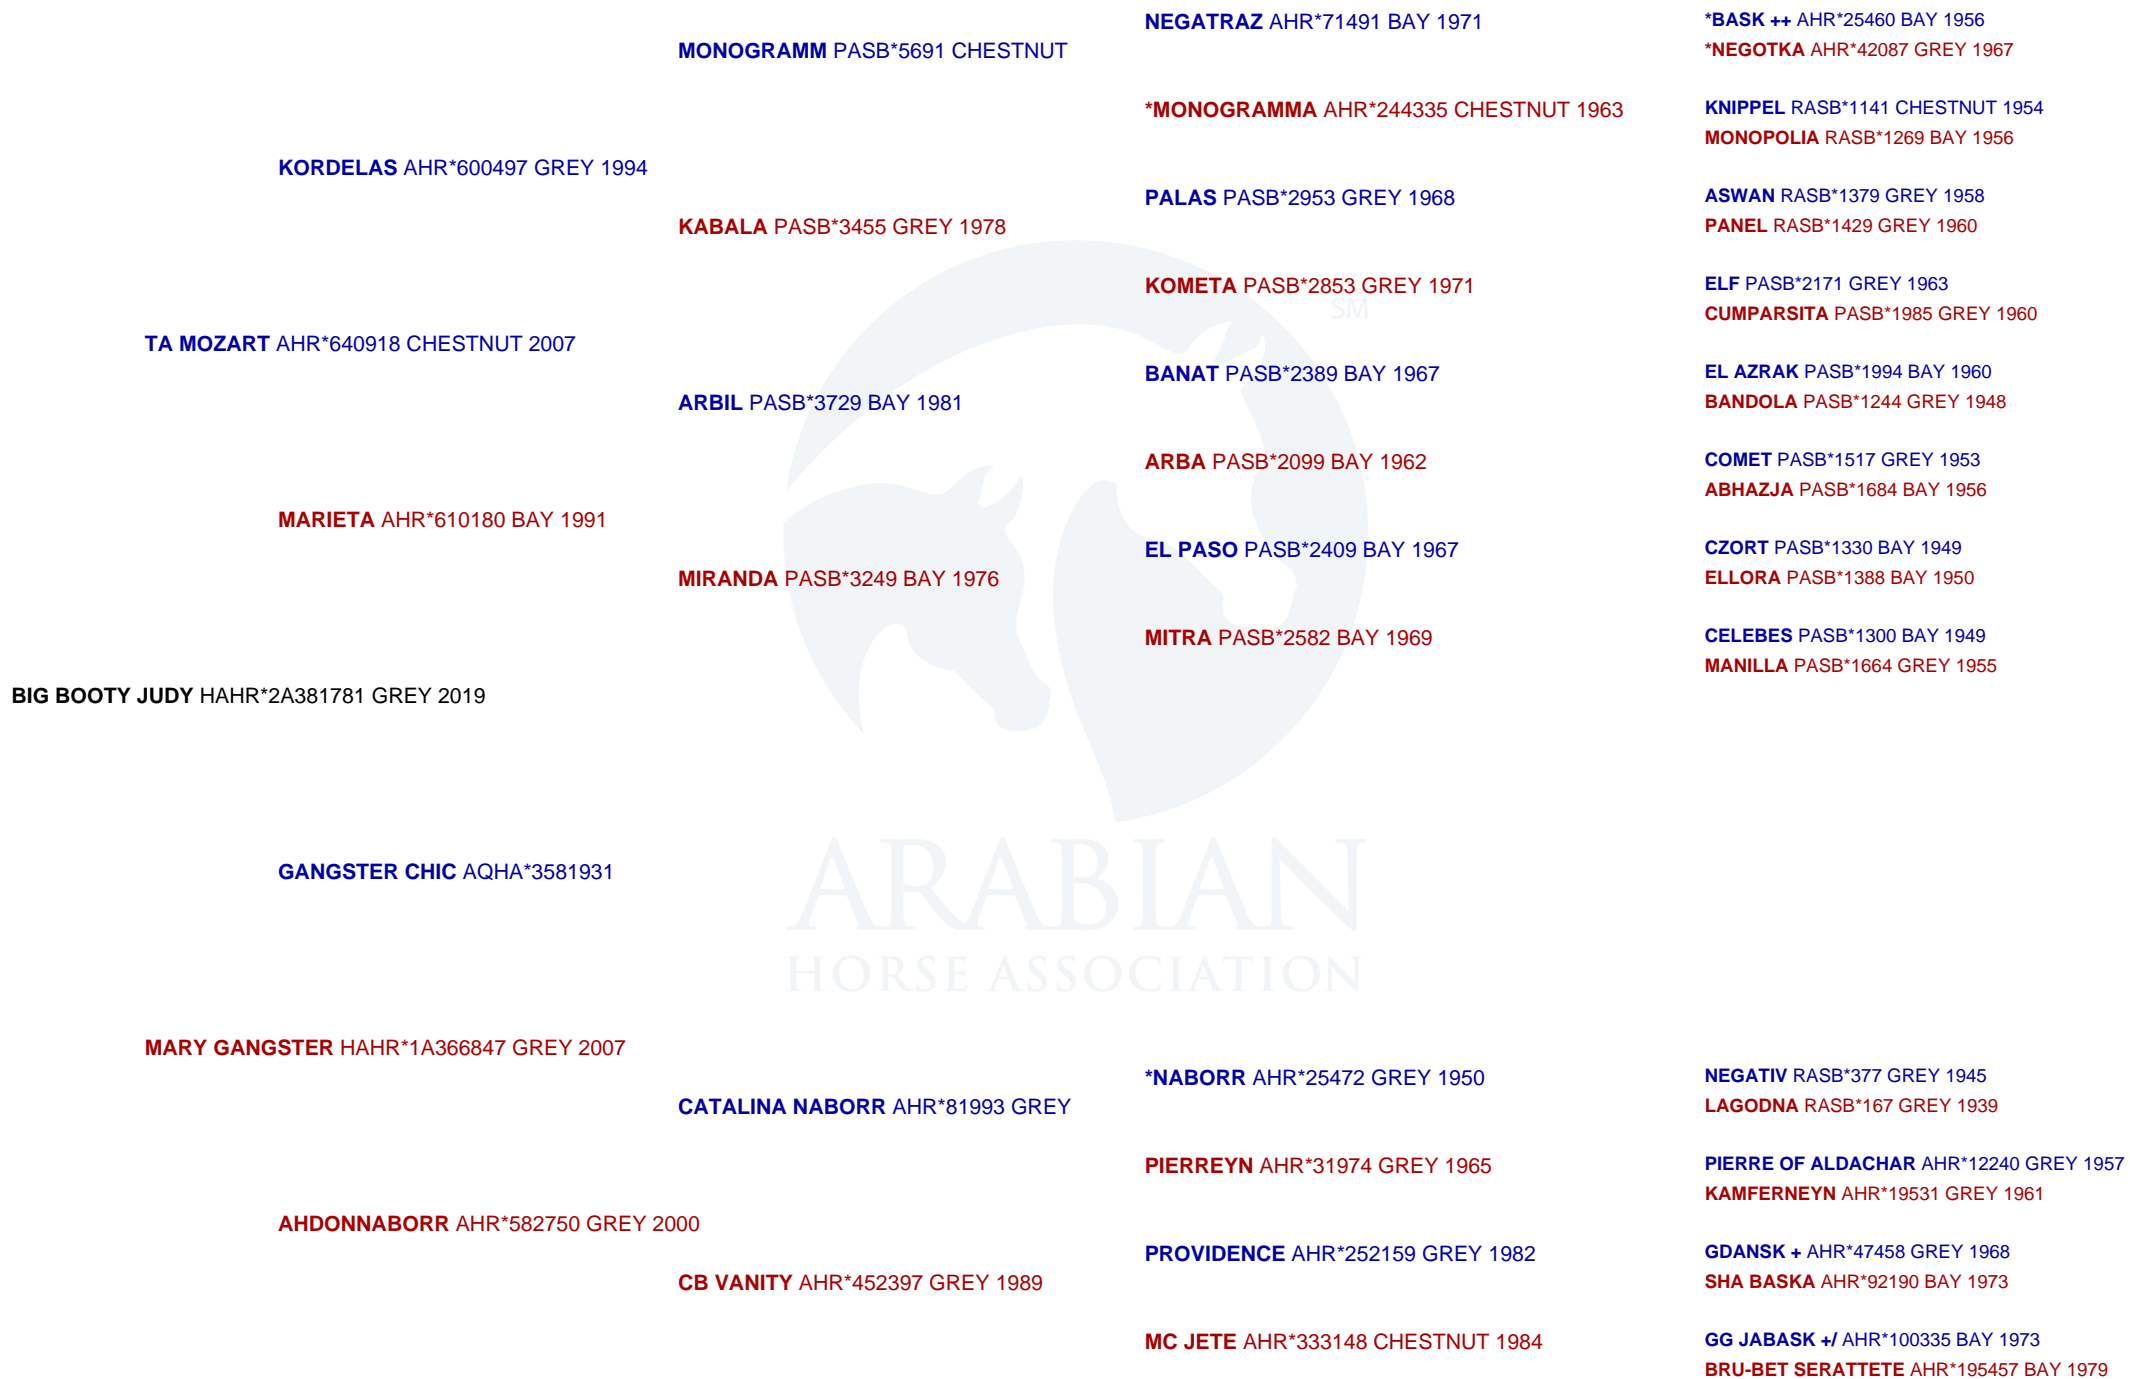 NEGATRAZ AHR*71491 BAY 1971
*BASK ++ AHR*25460 BAY 1956
MONOGRAMM PASB*5691 CHESTNUT
*NEGOTKA AHR*42087 GREY 1967
*MONOGRAMMA AHR*244335 CHESTNUT 1963
KNIPPEL RASB*1141 CHESTNUT 1954
MONOPOLIA RASB*1269 BAY 1956
KORDELAS AHR*600497 GREY 1994
PALAS PASB*2953 GREY 1968
ASWAN RASB*1379 GREY 1958
KABALA PASB*3455 GREY 1978
PANEL RASB*1429 GREY 1960
KOMETA PASB*2853 GREY 1971
ELF PASB*2171 GREY 1963
SM
CUMPARSITA PASB*1985 GREY 1960
TA MOZART AHR*640918 CHESTNUT 2007
BANAT PASB*2389 BAY 1967
EL AZRAK PASB*1994 BAY 1960
ARBIL PASB*3729 BAY 1981
BANDOLA PASB*1244 GREY 1948
ARBA PASB*2099 BAY 1962
COMET PASB*1517 GREY 1953
ABHAZJA PASB*1684 BAY 1956
MARIETA AHR*610180 BAY 1991
EL PASO PASB*2409 BAY 1967
CZORT PASB*1330 BAY 1949
MIRANDA PASB*3249 BAY 1976
ELLORA PASB*1388 BAY 1950
MITRA PASB*2582 BAY 1969
CELEBES PASB*1300 BAY 1949
MANILLA PASB*1664 GREY 1955
BIG BOOTY JUDY HAHR*2A381781 GREY 2019
GANGSTER CHIC AQHA*3581931
ARABIAN
HORSE ASSOCIATION
MARY GANGSTER HAHR*1A366847 GREY 2007
*NABORR AHR*25472 GREY 1950
NEGATIV RASB*377 GREY 1945
CATALINA NABORR AHR*81993 GREY
LAGODNA RASB*167 GREY 1939
PIERREYN AHR*31974 GREY 1965
PIERRE OF ALDACHAR AHR*12240 GREY 1957
KAMFERNEYN AHR*19531 GREY 1961
AHDONNABORR AHR*582750 GREY 2000
PROVIDENCE AHR*252159 GREY 1982
GDANSK + AHR*47458 GREY 1968
CB VANITY AHR*452397 GREY 1989
SHA BASKA AHR*92190 BAY 1973
MC JETE AHR*333148 CHESTNUT 1984
GG JABASK +/ AHR*100335 BAY 1973
BRU-BET SERATTETE AHR*195457 BAY 1979